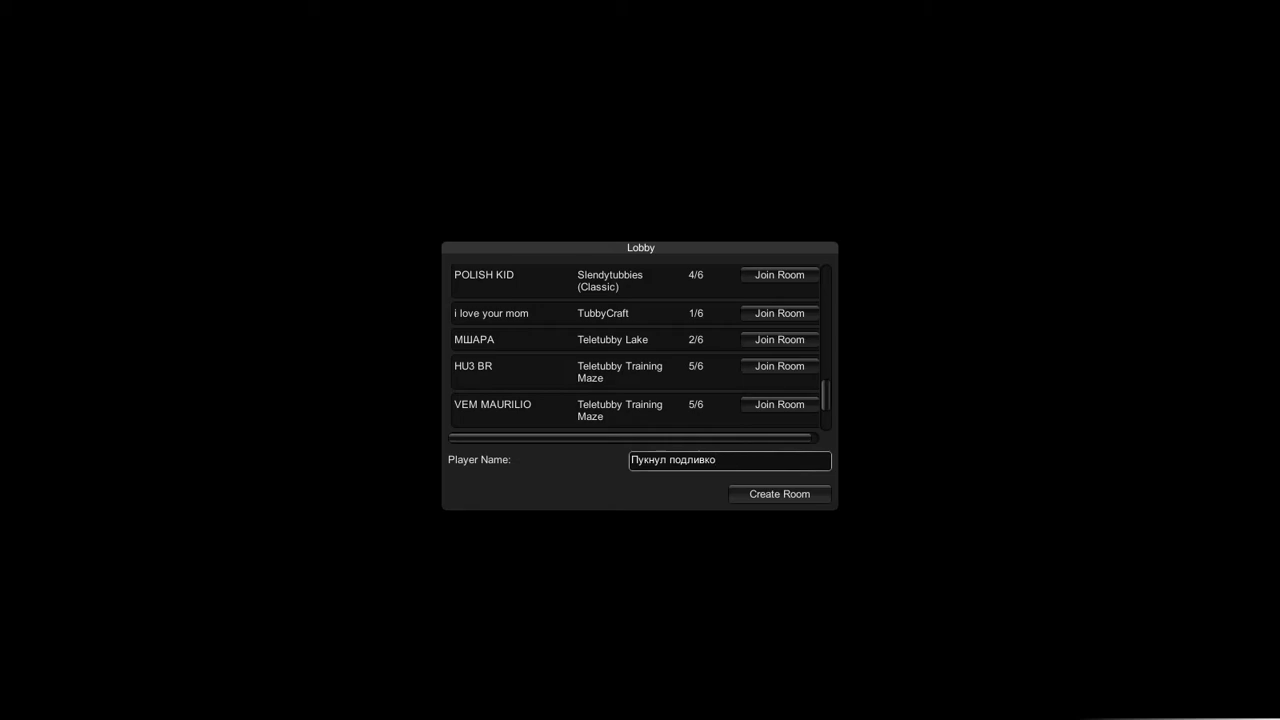 Lobby
POLISH KID Slendytubbies (Classic) 4/6 Join Room
i love your mom TubbyCraft 1/6 Join Room
МШАРА Teletubby Lake 2/6 Join Room
HU3 BR Teletubby Training Maze 5/6 Join Room
VEM MAURILIO Teletubby Training Maze 5/6 Join Room
Player Name: Пукнул подливко
Create Room